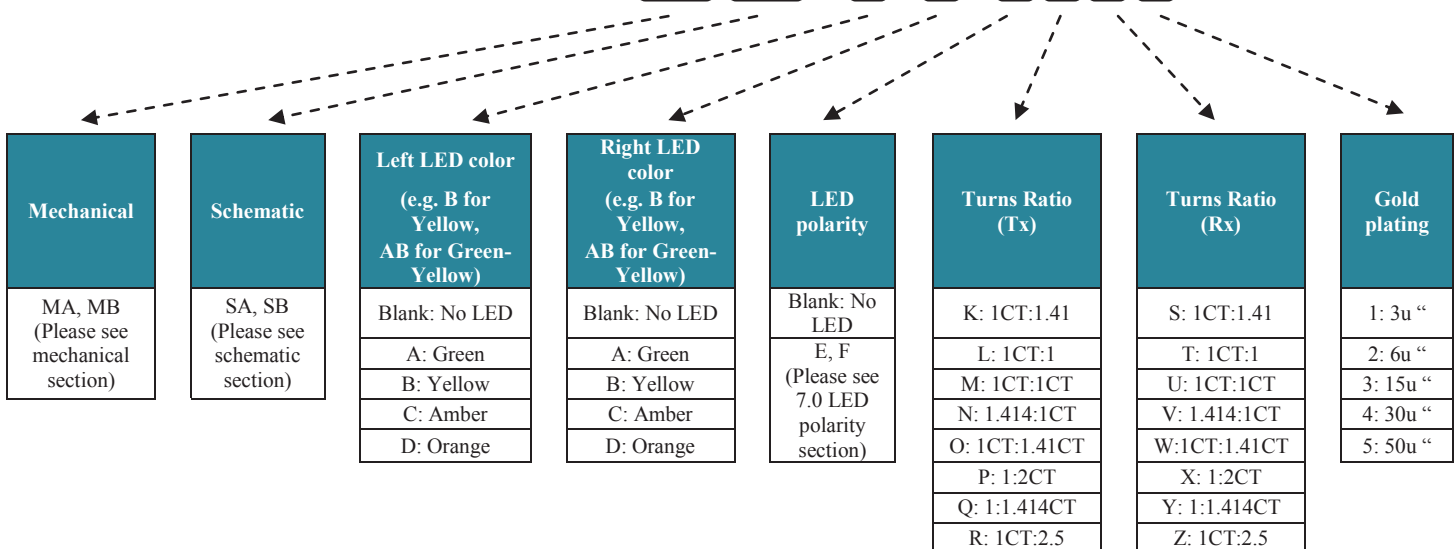 Mechanical
MA, MB
(Please see
mechanical
section)
Schematic
SA, SB
(Please see
schematic
section)
Left LED color
(e.g. B for
Yellow,
AB for Green-
Yellow)
Blank: No LED
A: Green
B: Yellow
C: Amber
D: Orange
Right LED
color
(e.g. B for
Yellow,
AB for Green-
Yellow)
Blank: No LED
A: Green
B: Yellow
C: Amber
D: Orange
LED
polarity
Blank: No
LED
E, F
(Please see
7.0 LED
polarity
section)
Turns Ratio
(Tx)
K: 1CT:1.41
L: 1CT:1
M: 1CT:1CT
N: 1.414:1CT
O: 1CT:1.41CT
P: 1:2CT
Q: 1:1.414CT
R: 1CT:2.5
Turns Ratio
(Rx)
S: 1CT:1.41
T: 1CT:1
U: 1CT:1CT
V: 1.414:1CT
W:1CT:1.41CT
X: 1:2CT
Y: 1:1.414CT
Z: 1CT:2.5
Gold
plating
1: 3u “
2: 6u “
3: 15u “
4: 30u “
5: 50u “